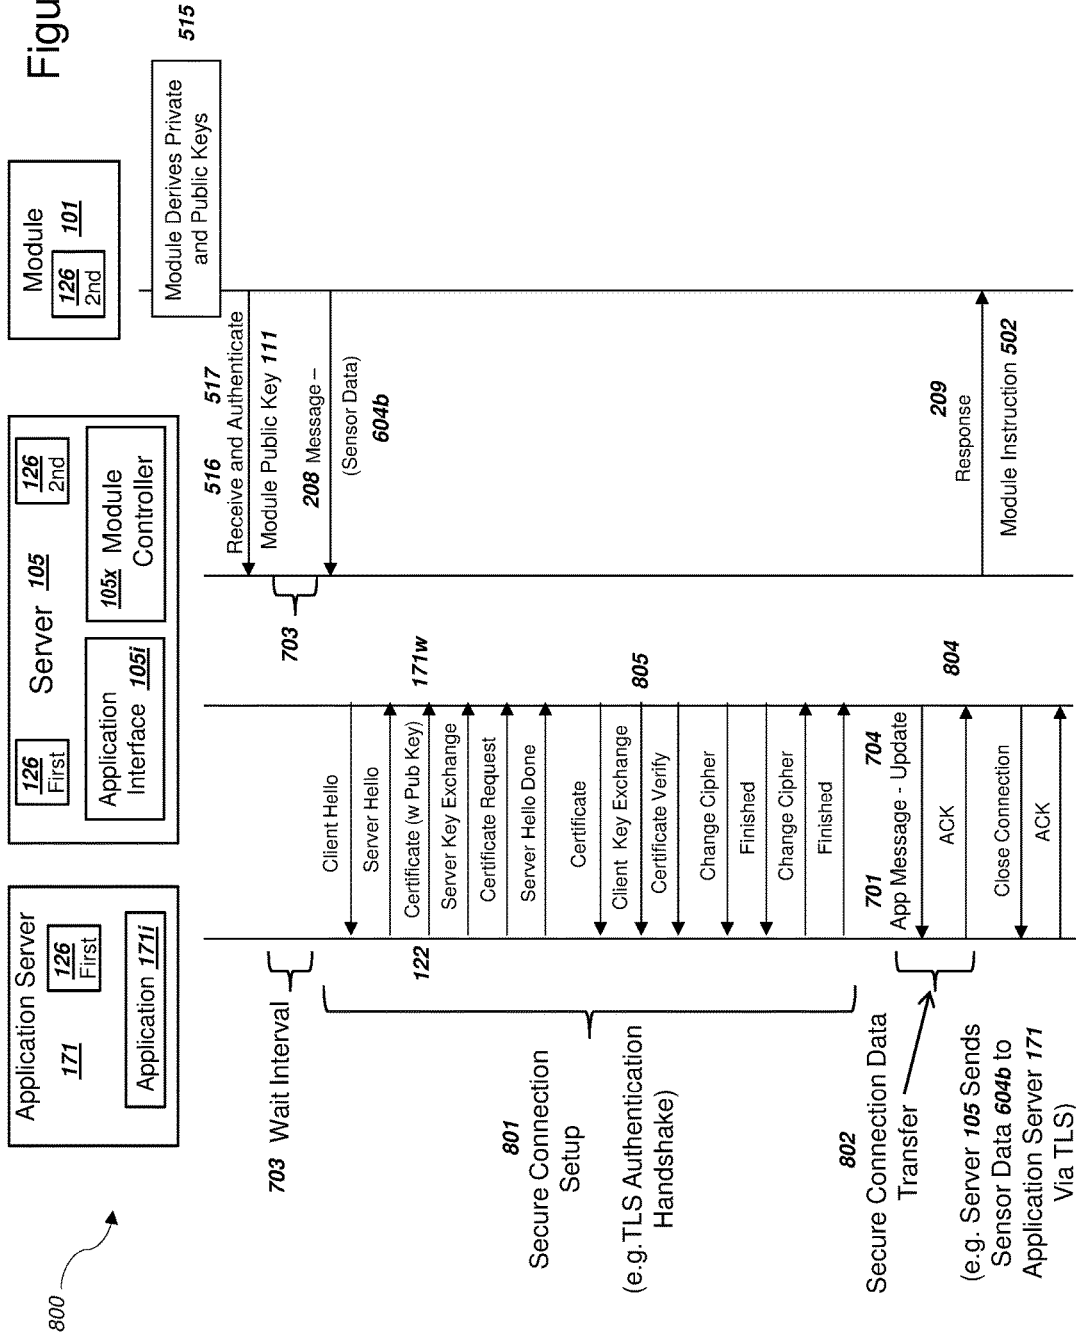 Figu
800
Application Server
171
126
First
Application 171i
126
First
Server 105
126
2nd
Application
Interface 105i
105x Module
Controller
Module
126
2nd
101
Module Derives Private
and Public Keys
515
516 517
Receive and Authenticate
Module Public Key 111
703 Wait Interval
703
208 Message –
(Sensor Data)
604b
Client Hello
Server Hello
Certificate (w Pub Key)
122
171w
Server Key Exchange
Certificate Request
Server Hello Done
801
Secure Connection
Setup
(e.g.TLS Authentication
Handshake)
Certificate
Client Key Exchange
805
Certificate Verify
Change Cipher
Finished
Change Cipher
Finished
802
Secure Connection Data
Transfer
(e.g. Server 105 Sends
Sensor Data 604b to
Application Server 171
Via TLS)
701 704
App Message - Update
ACK
804
Close Connection
ACK
209
Response
Module Instruction 502